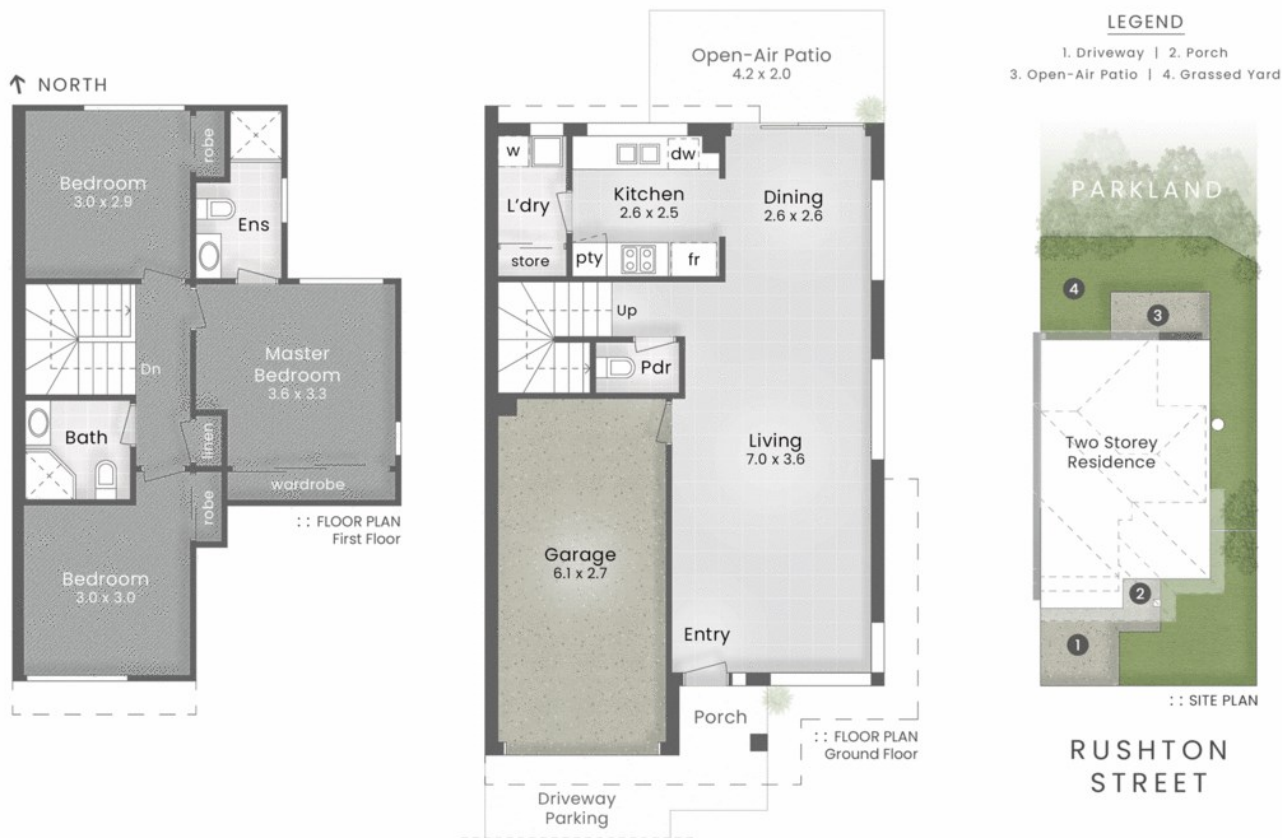 NORTH
Bedroom
3.0 x 2.9
robe
Ens
Dn
Master
Bedroom
3.6 x 3.3
Bath
linen
wardrobe
robe
Bedroom
3.0 x 3.0
:: FLOOR PLAN
First Floor
Open-Air Patio
4.2 x 2.0
w
dw
L'dry
Kitchen
2.6 x 2.5
Dining
2.6 x 2.6
store
pty
fr
Up
Pdr
Living
7.0 x 3.6
Garage
6.1 x 2.7
Entry
Porch
:: FLOOR PLAN
Ground Floor
Driveway
Parking
LEGEND
1. Driveway | 2. Porch
3. Open-Air Patio | 4. Grassed Yard
PARKLAND
4
3
Two Storey
Residence
2
1
:: SITE PLAN
RUSHTON
STREET